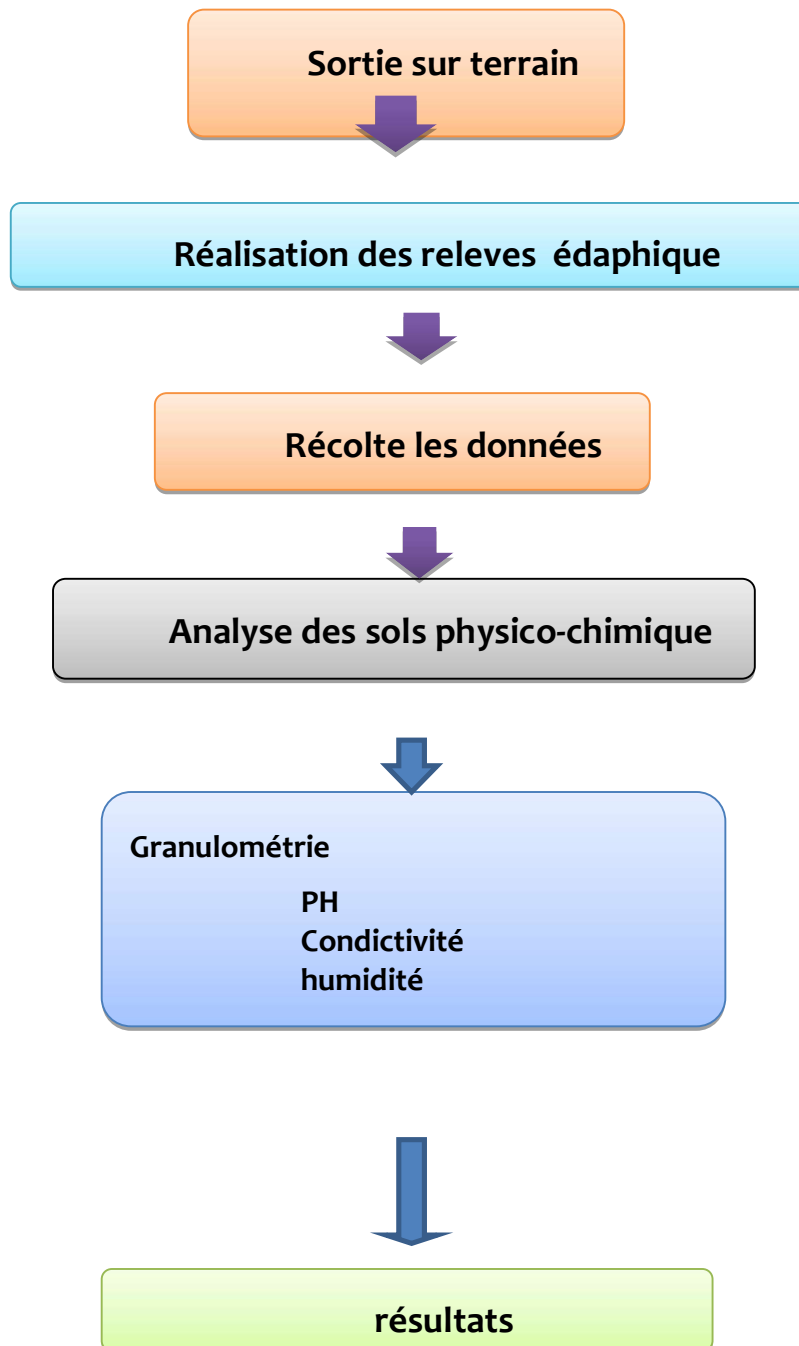 Sortie sur terrain
Réalisation des releves édaphique
Récolte les données
Analyse des sols physico-chimique
Granulométrie
PH
Condictivité
humidité
résultats